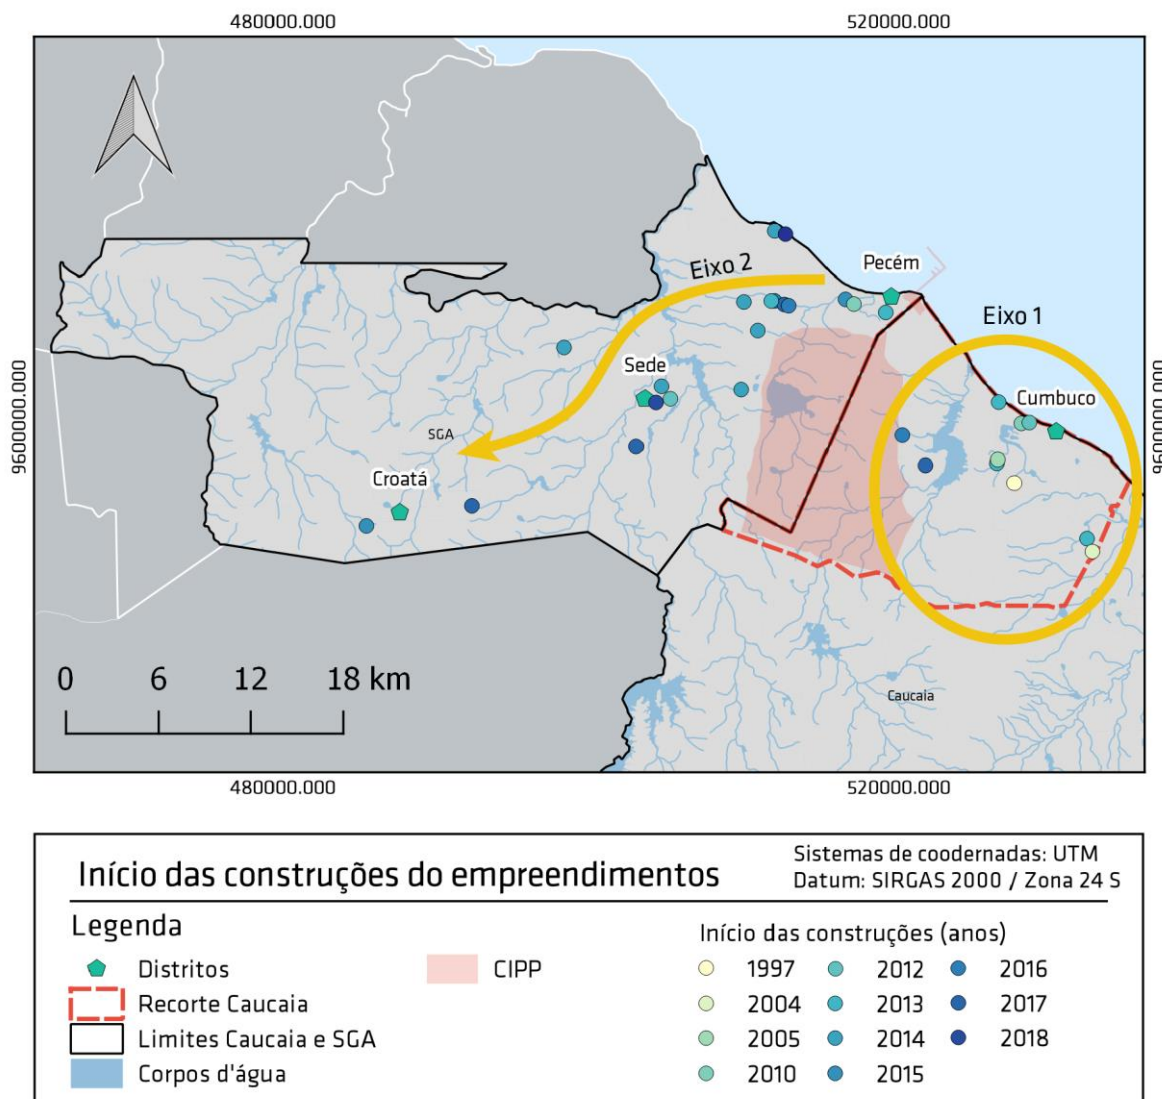 480000.000
520000.000
9600000.000
9600000.000
Pecém
Eixo 2
Eixo 1
Sede
Cumbuco
SGA
Croatá
0 6 12 18 km
Caucaia
480000.000
520000.000
Início das construções do empreendimentos
Sistemas de coodernadas: UTM
Datum: SIRGAS 2000 / Zona 24 S
Legenda
Distritos
Recorte Caucaia
Limites Caucaia e SGA
Corpos d'água
CIPP
Início das construções (anos)
1997
2004
2005
2010
2012
2013
2014
2015
2016
2017
2018